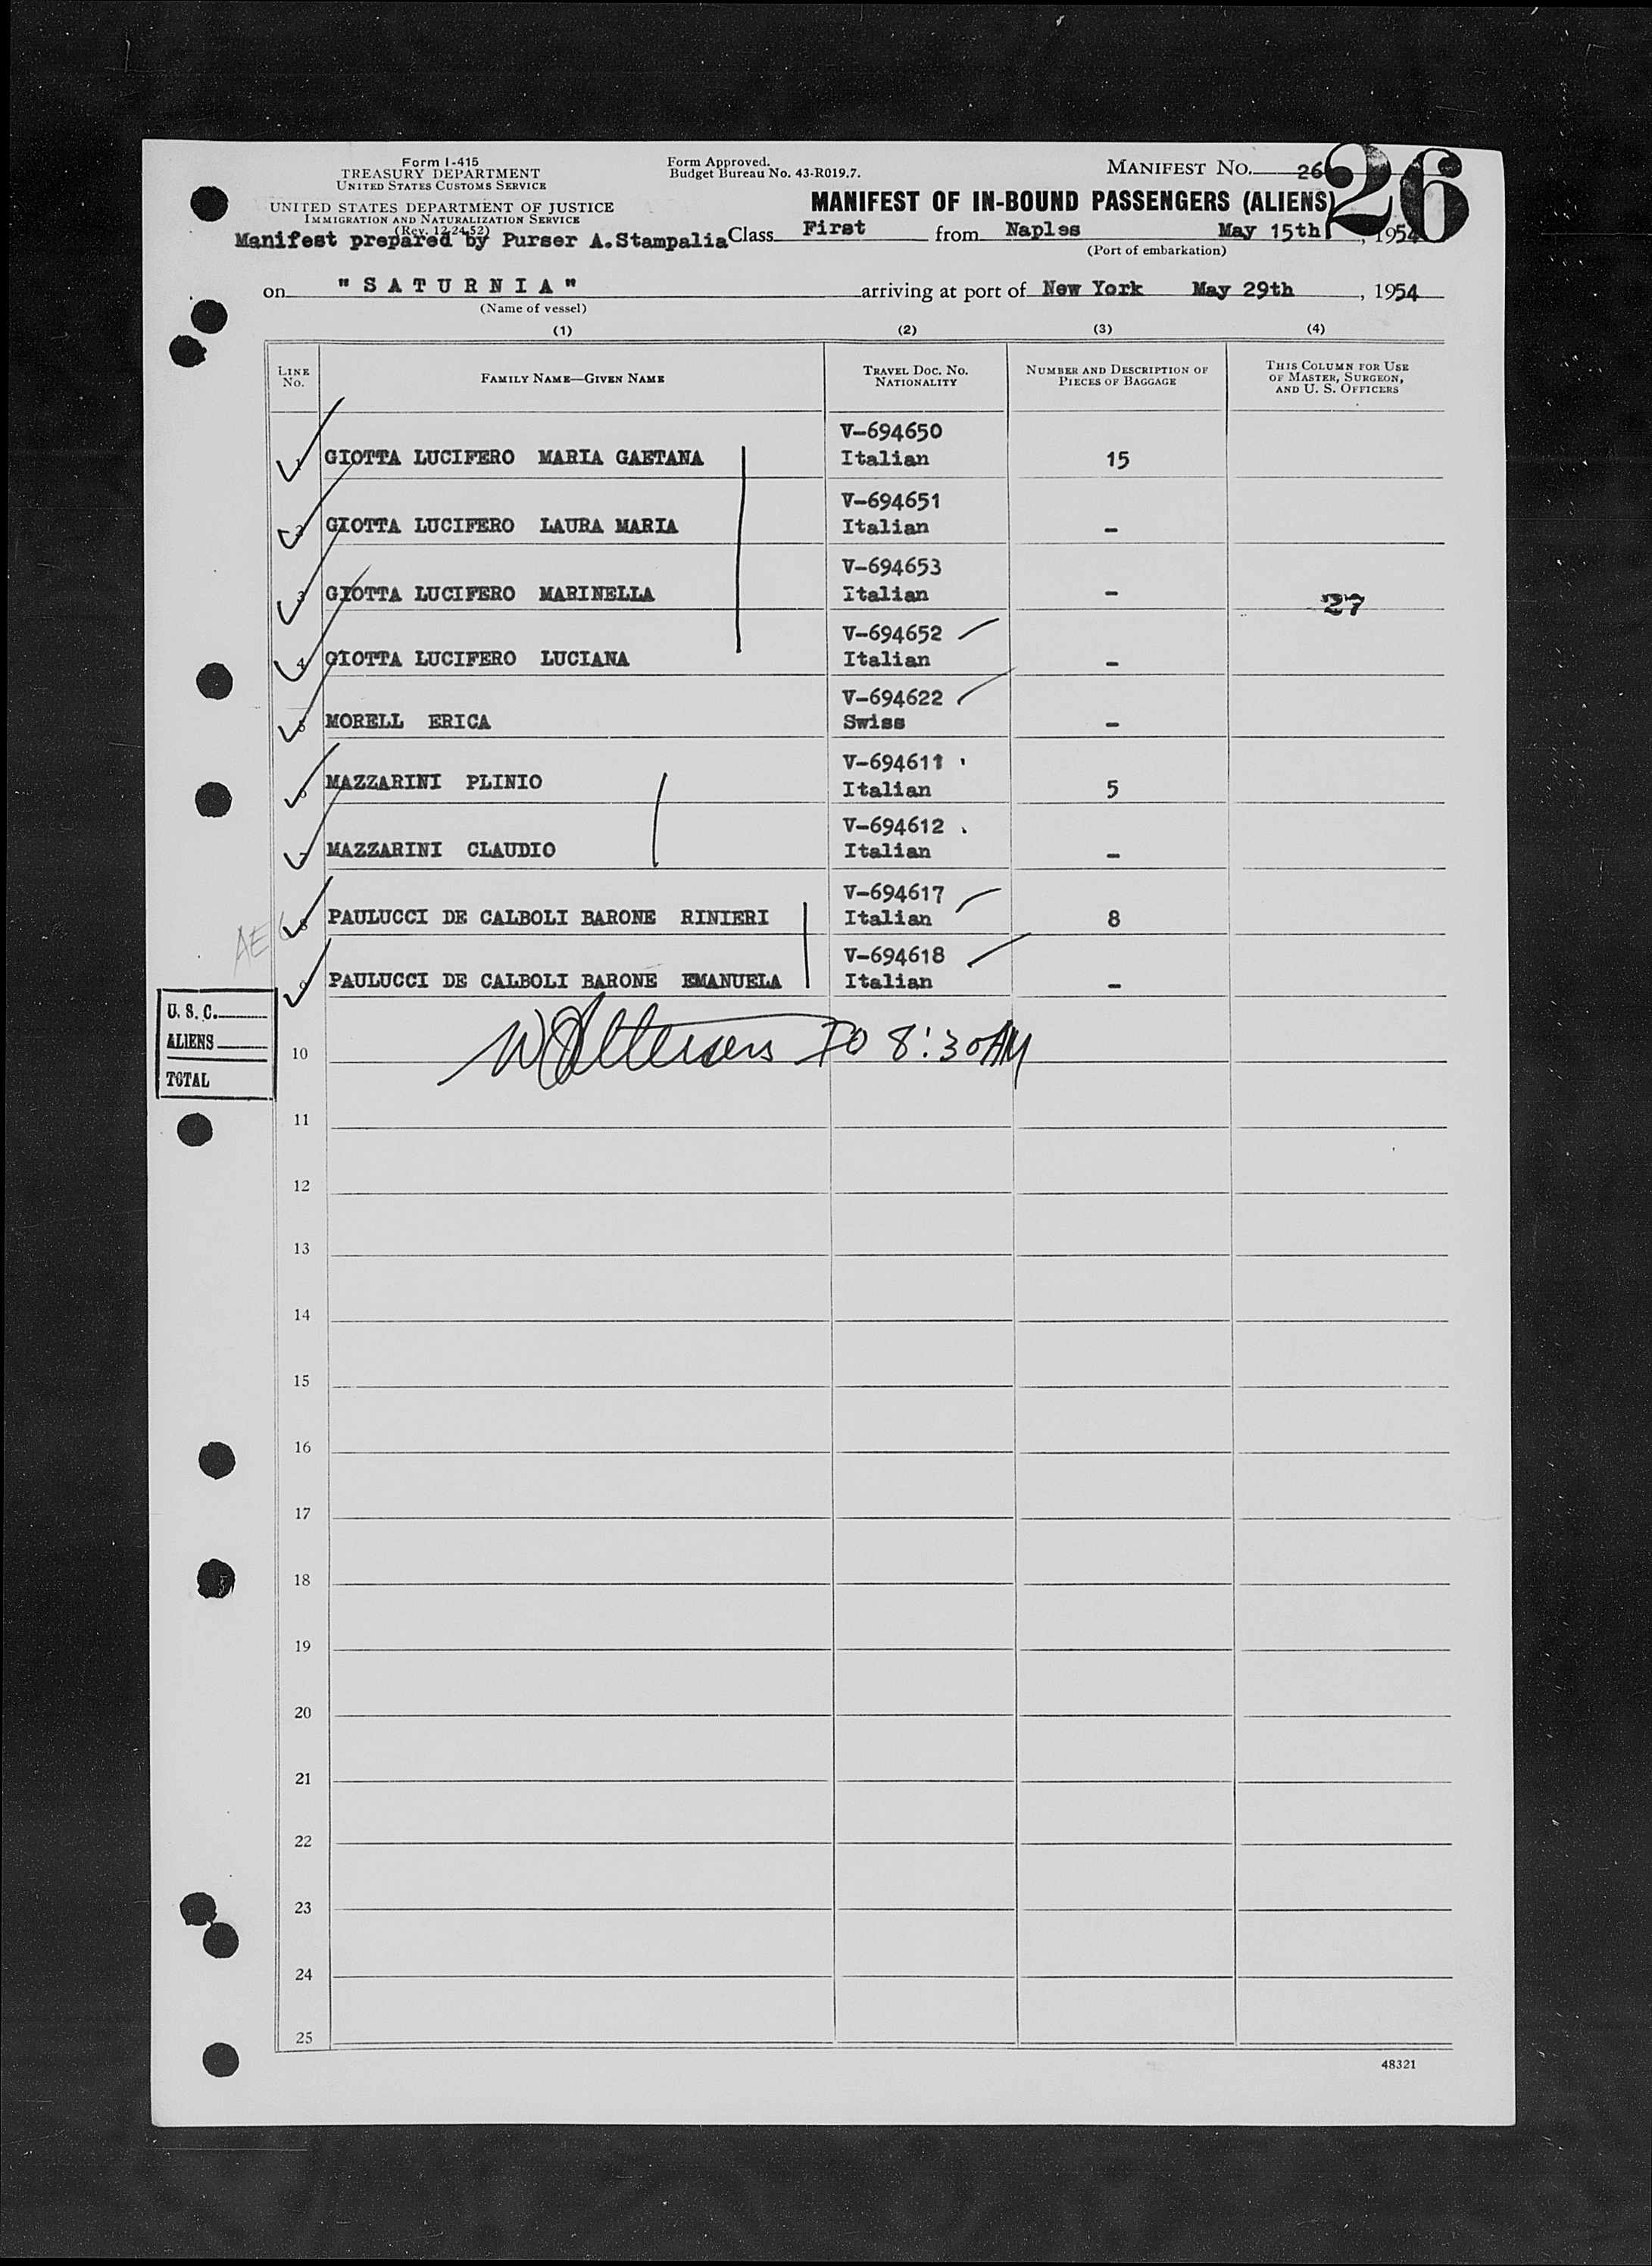 Form I-415
TREASURY DEPARTMENT
UNITED STATES CUSTOMS SERVICE
UNITED STATES DEPARTMENT OF JUSTICE
IMMIGRATION AND NATURALIZATION SERVICE
(Rev. 12-24-52)
Form Approved.
Budget Bureau No. 43-R019.7.
MANIFEST NO. 26
26
MANIFEST OF IN-BOUND PASSENGERS (ALIENS)
Manifest prepared by Purser A.Stampalia Class First from Naples May 15th, 1954
(Port of embarkation)
on "SATURNIA" arriving at port of New York May 29th, 1954
(Name of vessel)
(1) (2) (3) (4)
LINE NO. FAMILY NAME—GIVEN NAME TRAVEL DOC. NO. NATIONALITY NUMBER AND DESCRIPTION OF PIECES OF BAGGAGE THIS COLUMN FOR USE OF MASTER, SURGEON, AND U. S. OFFICERS
V-694650
1 GIOTTA LUCIFERO MARIA GAETANA Italian 15
V-694651
2 GIOTTA LUCIFERO LAURA MARIA Italian -
V-694653
3 GIOTTA LUCIFERO MARINELLA Italian - 27
V-694652
4 GIOTTA LUCIFERO LUCIANA Italian -
V-694622
5 MORELL ERICA Swiss -
V-694611
6 MAZZARINI PLINIO Italian 5
V-694612
7 MAZZARINI CLAUDIO Italian -
V-694617
8 PAULUCCI DE CALBOLI BARONE RINIERI Italian 8
AE
V-694618
9 PAULUCCI DE CALBOLI BARONE EMANUELA Italian -
U. S. C.
ALIENS
TOTAL
10 8:30 AM
11
12
13
14
15
16
17
18
19
20
21
22
23
24
25
48321